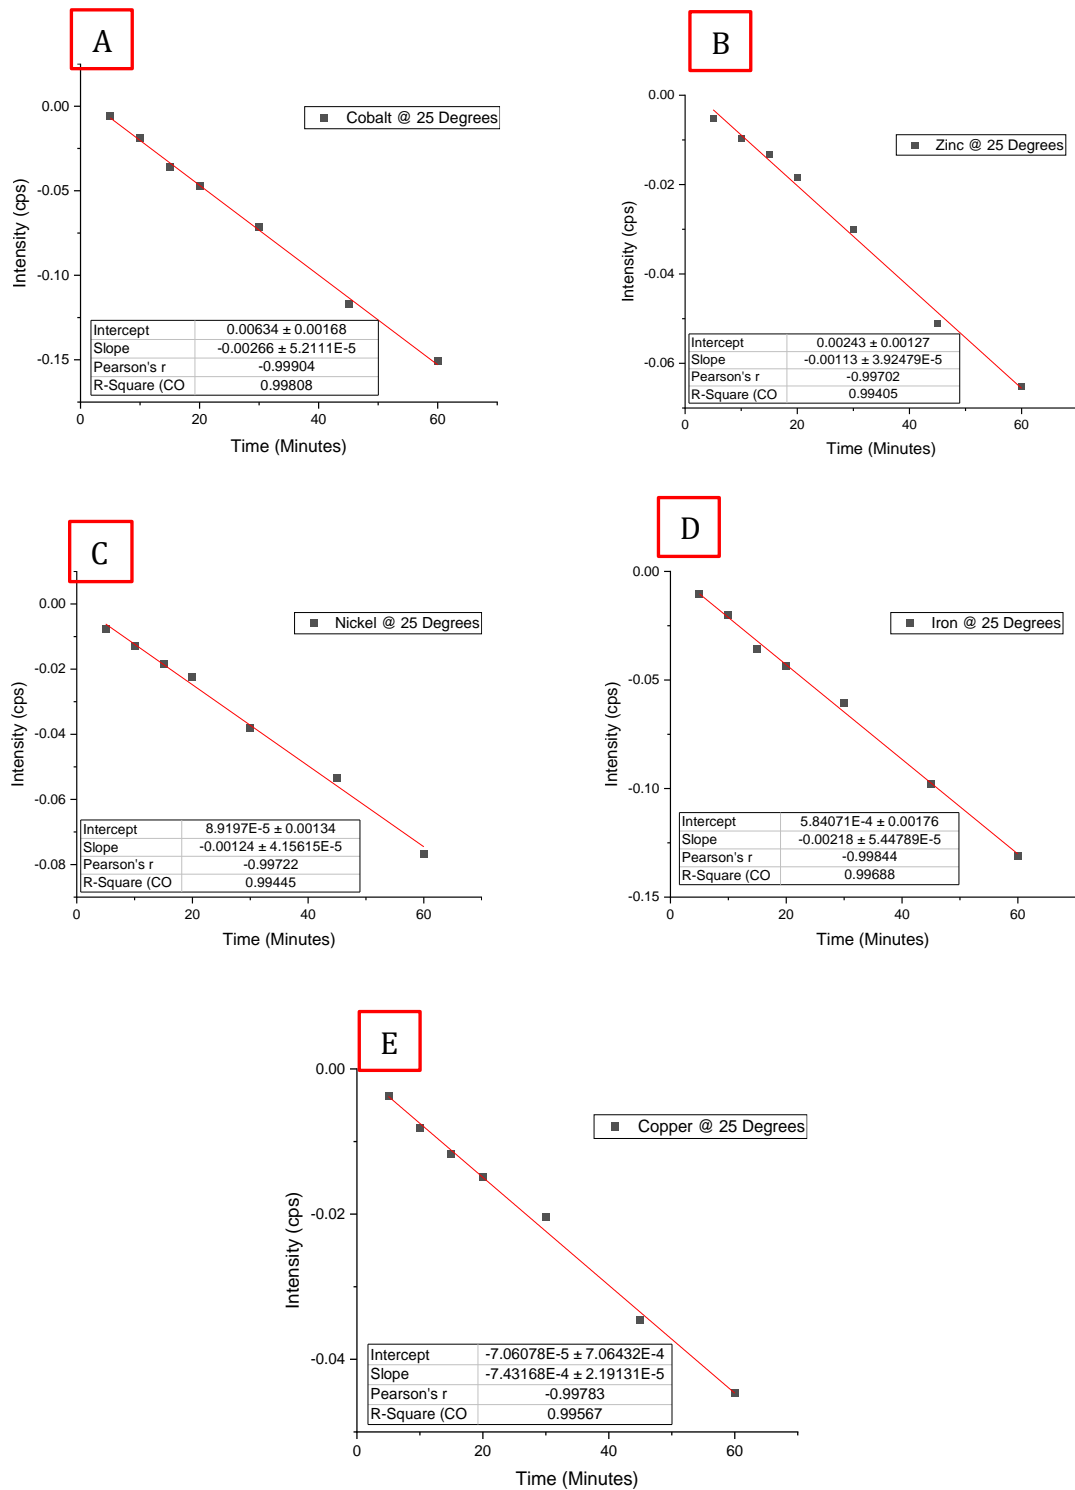 A
0.00
-0.05
-0.10
-0.15
Intensity (cps)
Cobalt @ 25 Degrees
Intercept 0.00634 ± 0.00168
Slope -0.00266 ± 5.2111E-5
Pearson's r -0.99904
R-Square (CO 0.99808
0 20 40 60
Time (Minutes)
B
0.00
-0.02
-0.04
-0.06
Intensity (cps)
Zinc @ 25 Degrees
Intercept 0.00243 ± 0.00127
Slope -0.00113 ± 3.92479E-5
Pearson's r -0.99702
R-Square (CO 0.99405
0 20 40 60
Time (Minutes)
C
0.00
-0.02
-0.04
-0.06
-0.08
Intensity (cps)
Nickel @ 25 Degrees
Intercept 8.9197E-5 ± 0.00134
Slope -0.00124 ± 4.15615E-5
Pearson's r -0.99722
R-Square (CO 0.99445
0 20 40 60
Time (Minutes)
D
0.00
-0.05
-0.10
-0.15
Intensity (cps)
Iron @ 25 Degrees
Intercept 5.84071E-4 ± 0.00176
Slope -0.00218 ± 5.44789E-5
Pearson's r -0.99844
R-Square (CO 0.99688
0 20 40 60
Time (Minutes)
E
0.00
-0.02
-0.04
Intensity (cps)
Copper @ 25 Degrees
Intercept -7.06078E-5 ± 7.06432E-4
Slope -7.43168E-4 ± 2.19131E-5
Pearson's r -0.99783
R-Square (CO 0.99567
0 20 40 60
Time (Minutes)